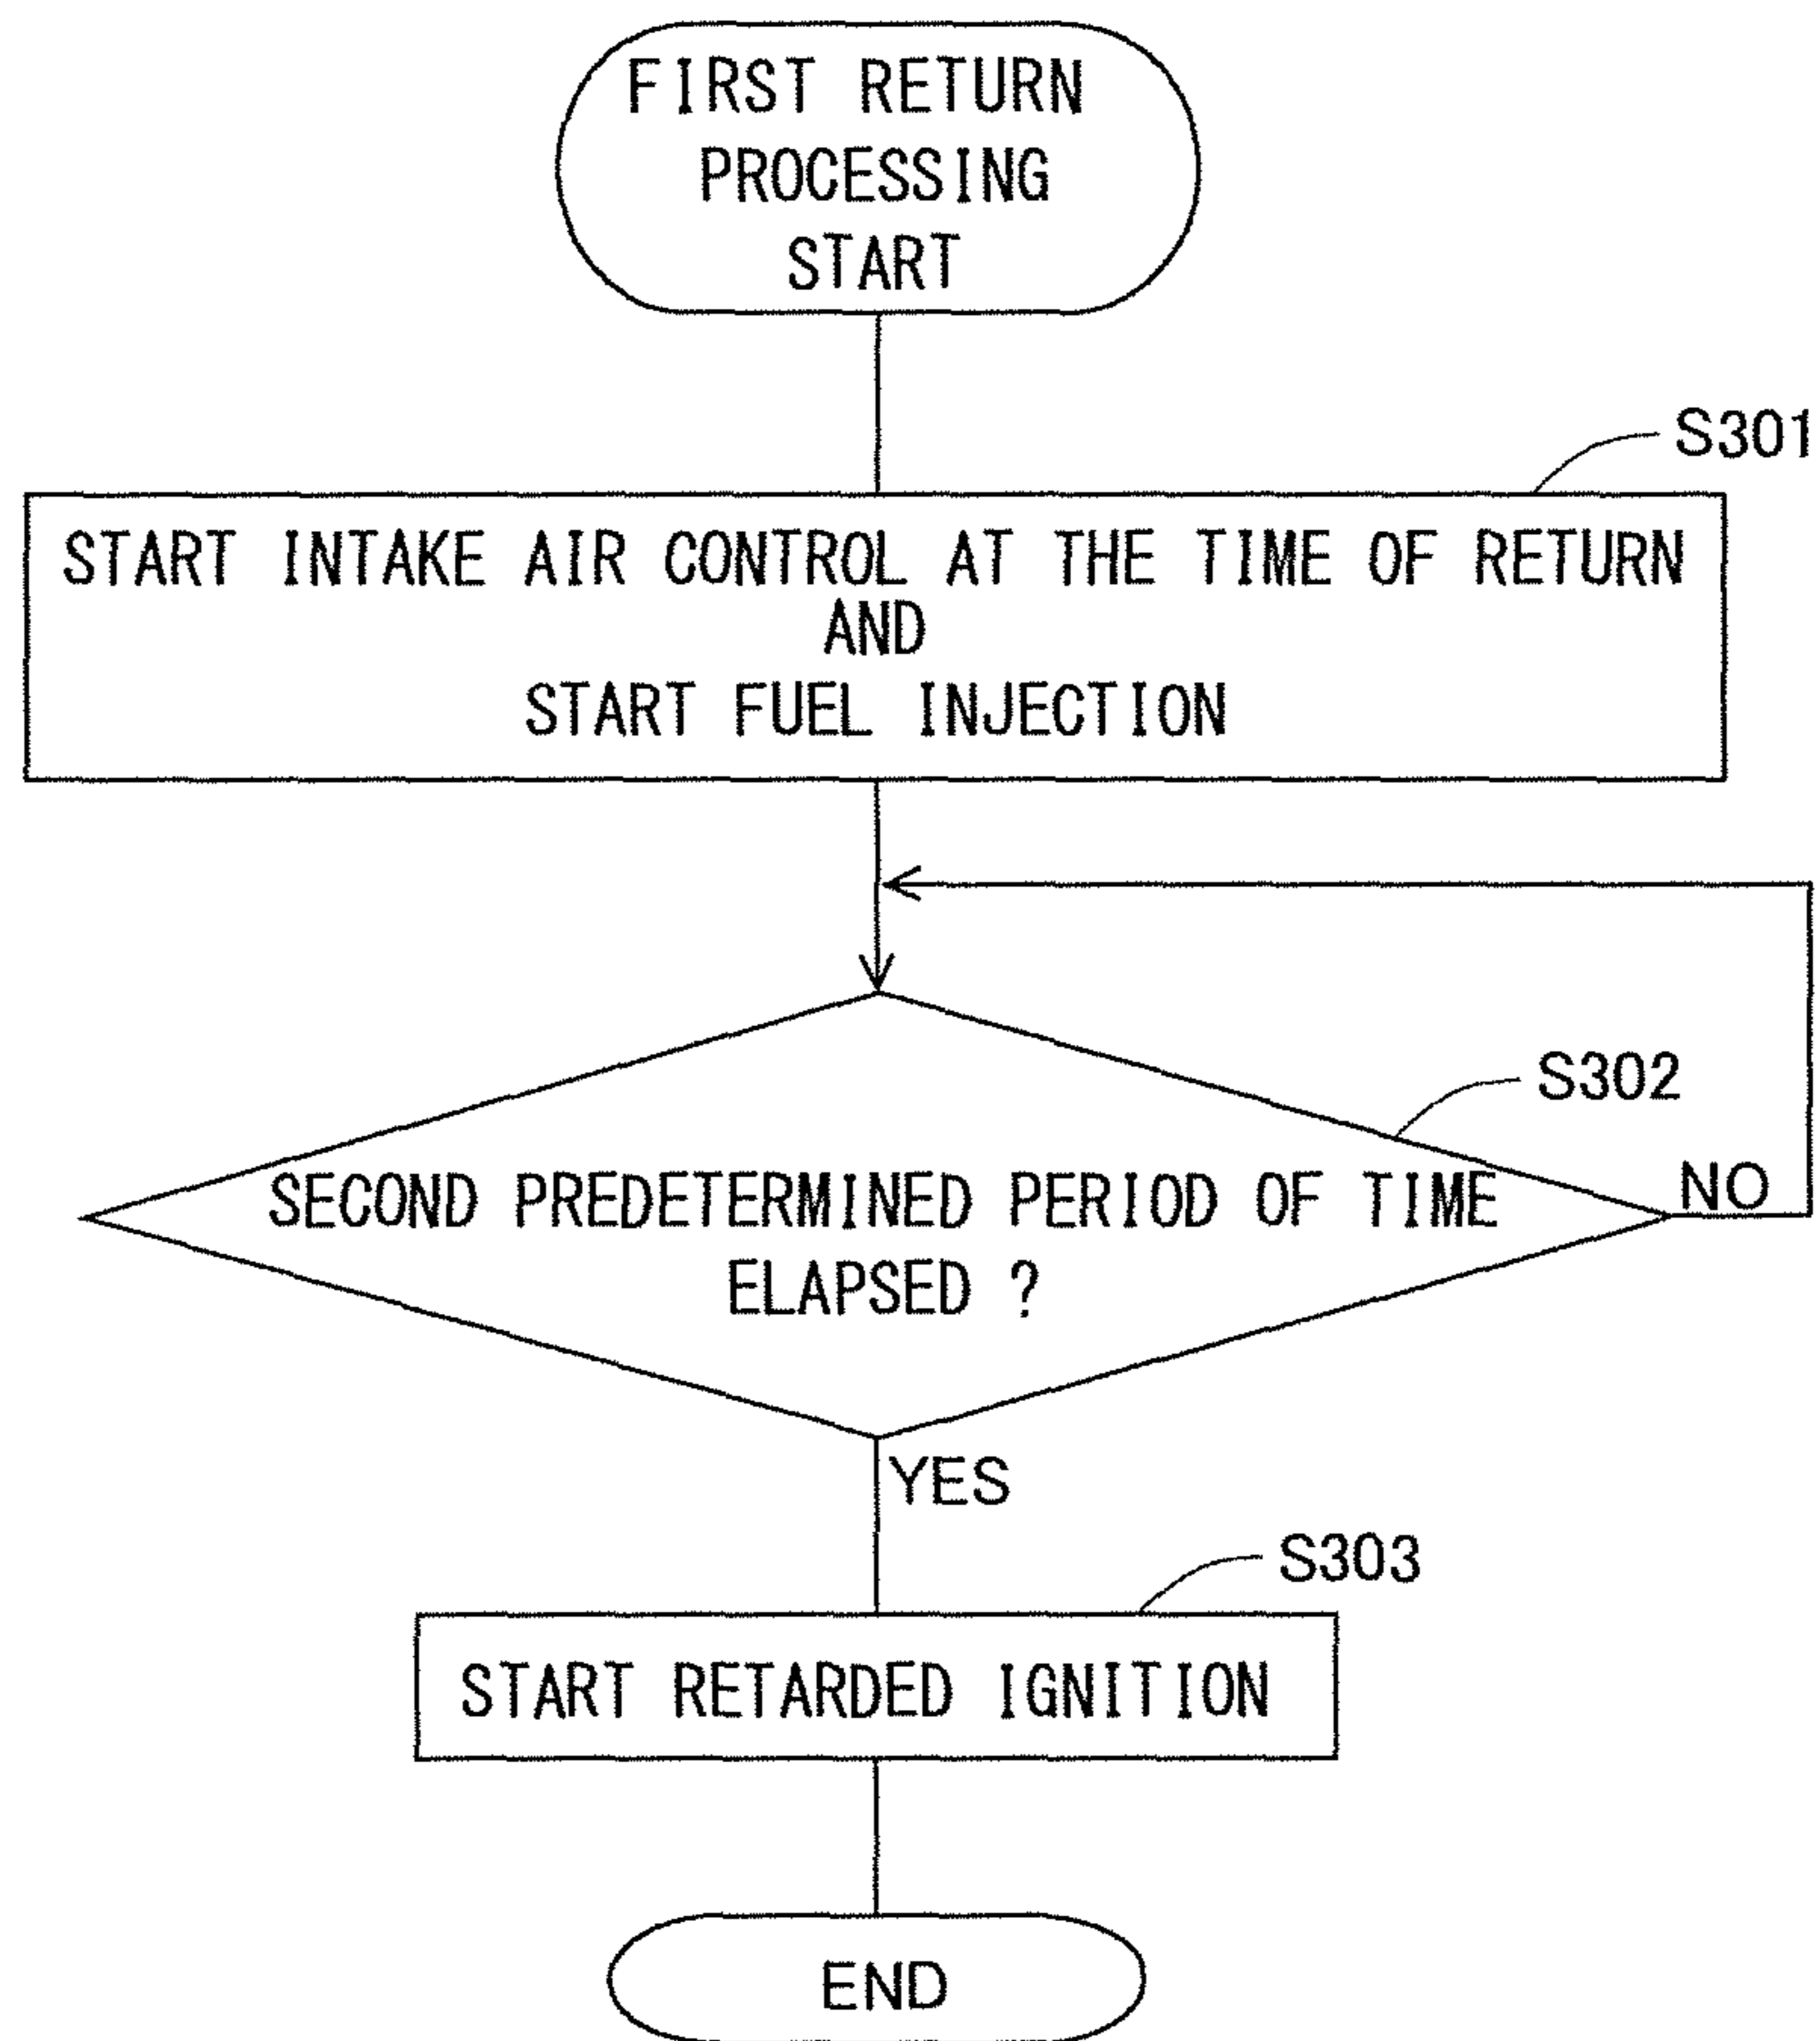 FIRST RETURN
PROCESSING
START
S301
START INTAKE AIR CONTROL AT THE TIME OF RETURN
AND
START FUEL INJECTION
S302
SECOND PREDETERMINED PERIOD OF TIME
NO
ELAPSED ?
YES
S303
START RETARDED IGNITION
END